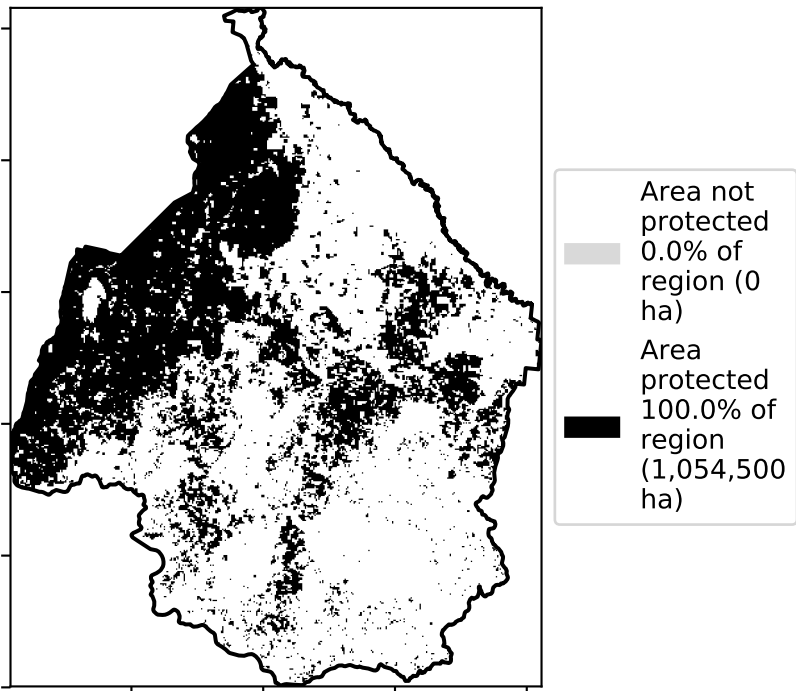 Area not
protected
0.0% of
region (0
ha)
Area
protected
100.0% of
region
(1,054,500
ha)